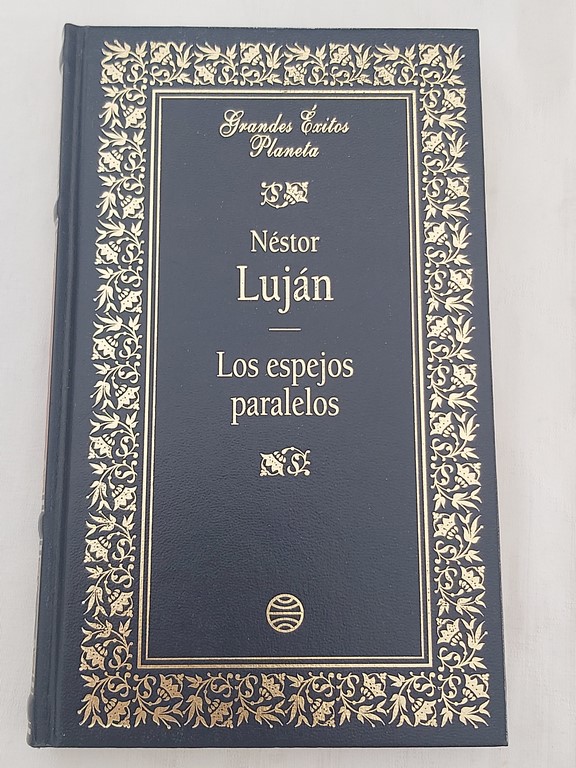 Grandes Éxitos
Planeta
Néstor
Luján
Los espejos
paralelos